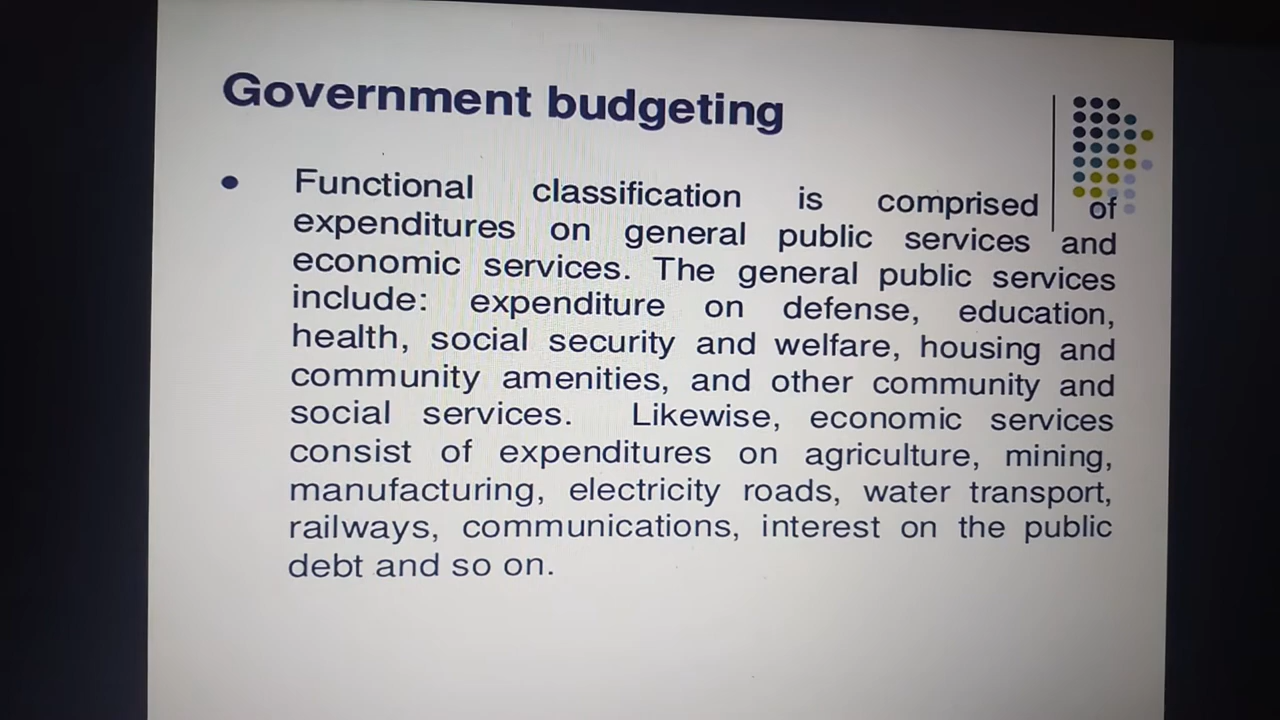 Government budgeting
• Functional classification is comprised of
expenditures on general public services and
economic services. The general public services
include: expenditure on defense, education,
health, social security and welfare, housing and
community amenities, and other community and
social services. Likewise, economic services
consist of expenditures on agriculture, mining,
manufacturing, electricity roads, water transport,
railways, communications, interest on the public
debt and so on.